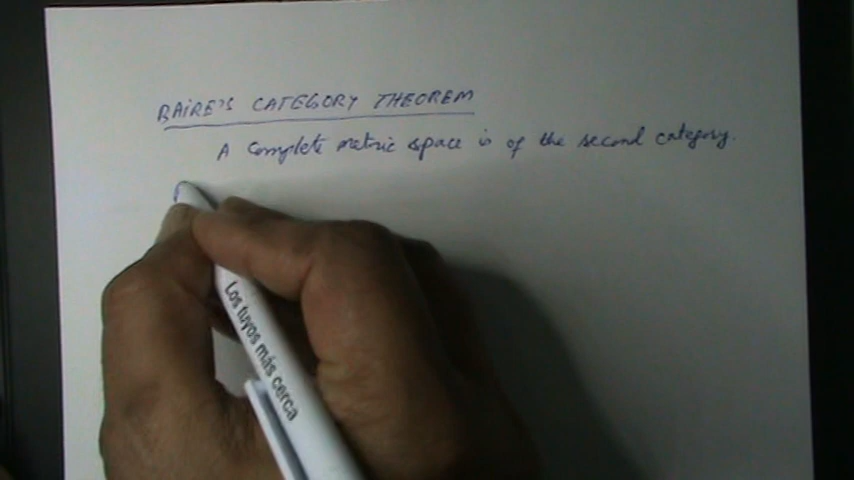 BAIRE'S CATEGORY THEOREM
A complete metric space is of the second category.
Los tuyos más cerca